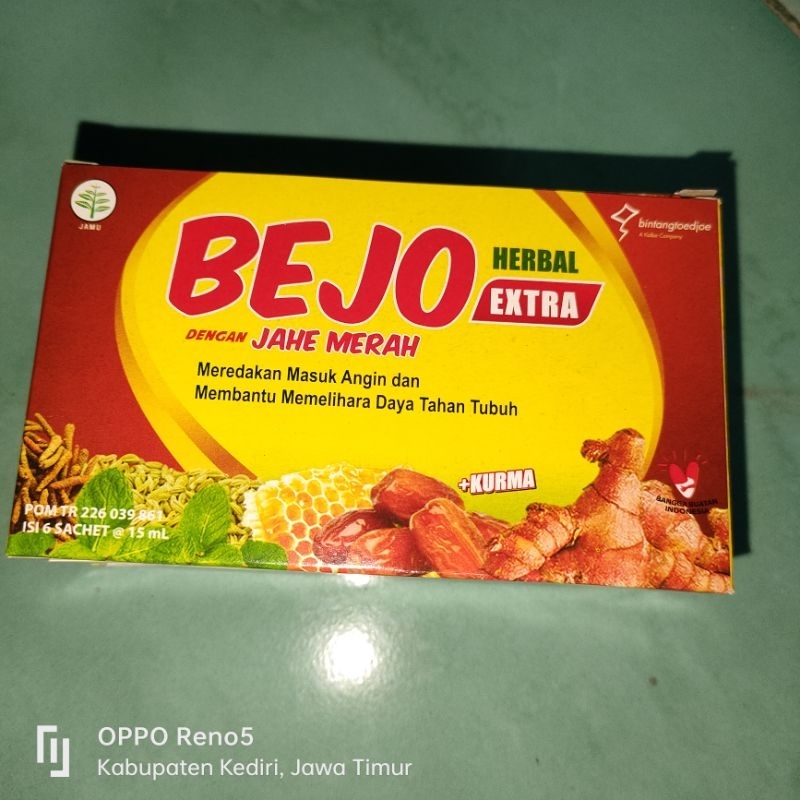 JAMU
bintangtoedjoe
A Kalbe Company
BEJO
HERBAL
EXTRA
DENGAN JAHE MERAH
Meredakan Masuk Angin dan
Membantu Memelihara Daya Tahan Tubuh
+KURMA
POM TR 226 039 861
ISI 6 SACHET @ 15 mL
BANGGA BUATAN
INDONESIA
OPPO Reno5
Kabupaten Kediri, Jawa Timur